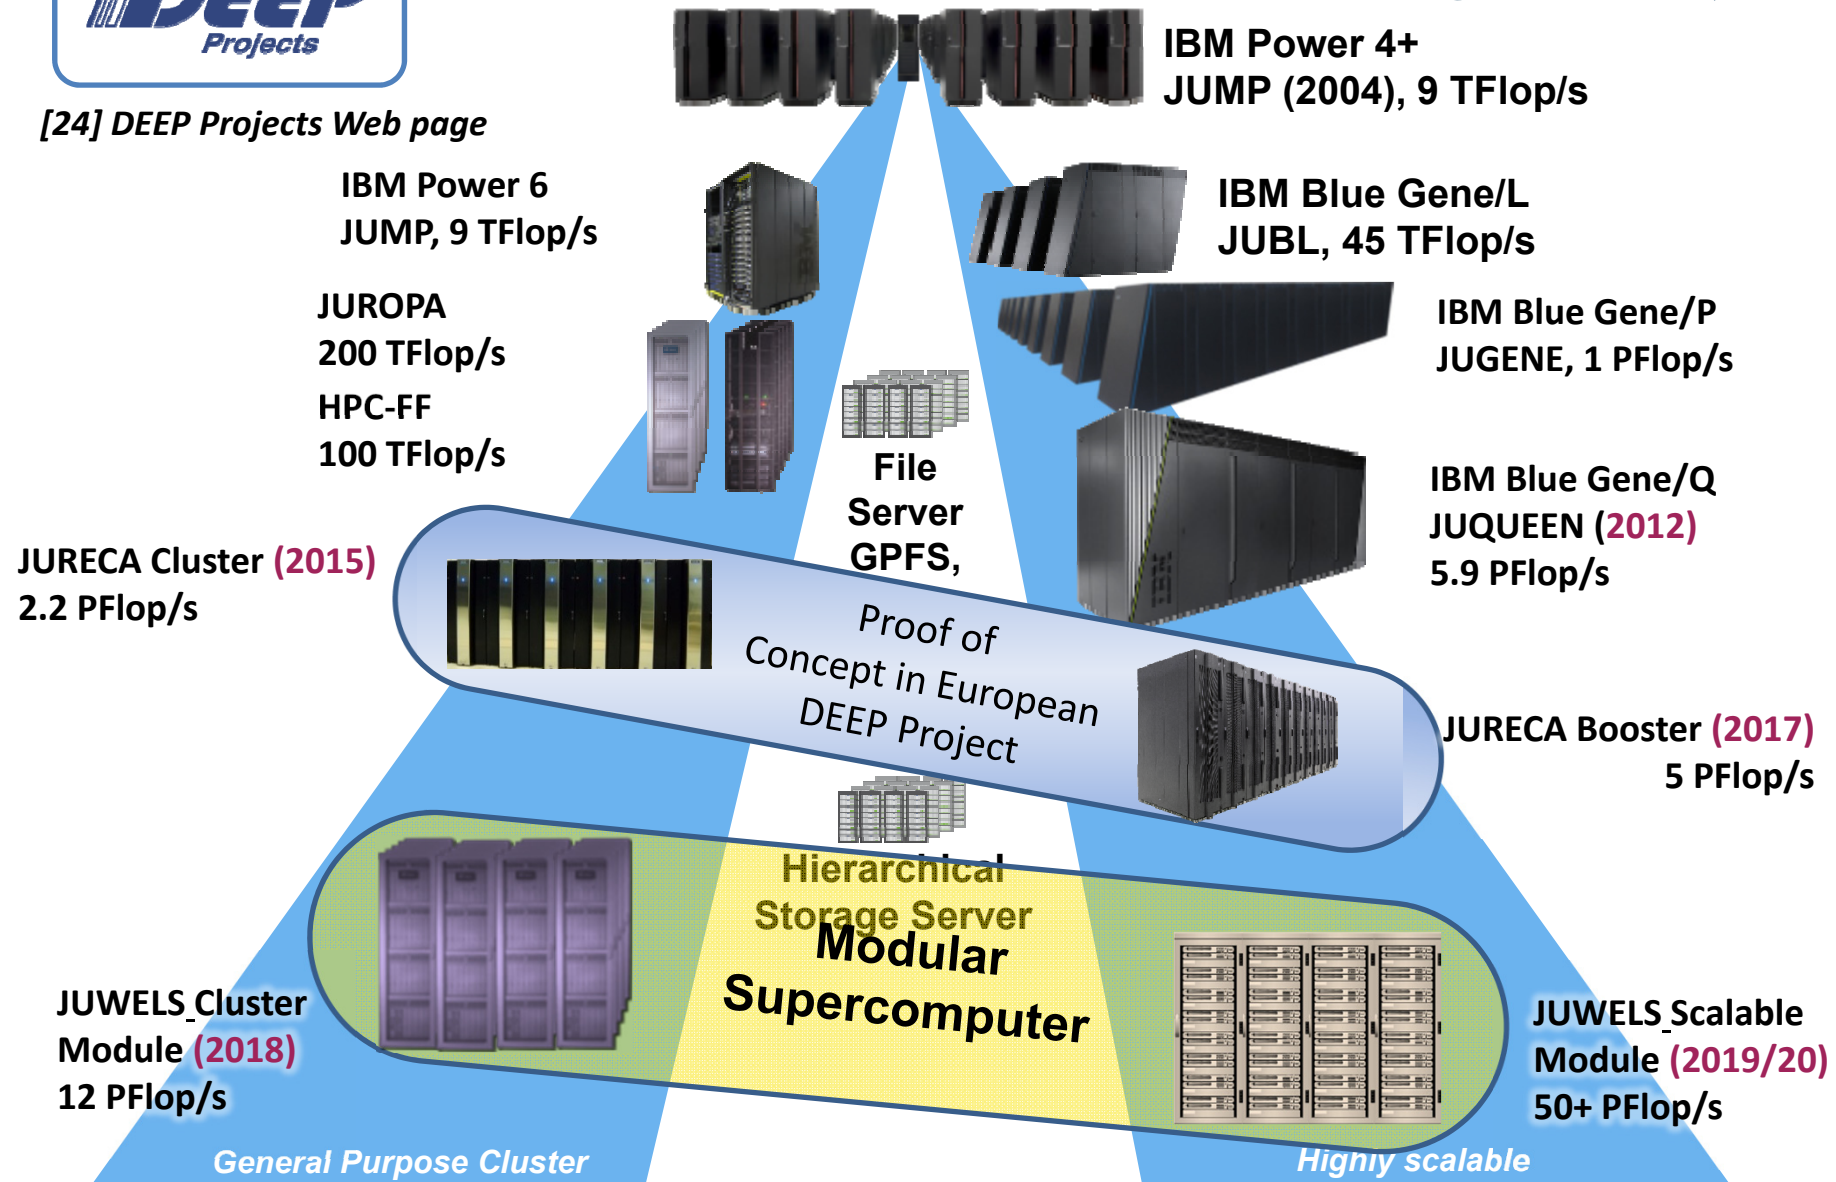 DEEP
Projects
[24] DEEP Projects Web page
IBM Power 4+
JUMP (2004), 9 TFlop/s
IBM Power 6
JUMP, 9 TFlop/s
IBM Blue Gene/L
JUBL, 45 TFlop/s
JUROPA
200 TFlop/s
HPC-FF
100 TFlop/s
IBM Blue Gene/P
JUGENE, 1 PFlop/s
File
Server
GPFS,
IBM Blue Gene/Q
JUQUEEN (2012)
5.9 PFlop/s
JURECA Cluster (2015)
2.2 PFlop/s
Proof of
Concept in European
DEEP Project
JURECA Booster (2017)
5 PFlop/s
Hierarchical
Storage Server
Modular
Supercomputer
JUWELS Cluster
Module (2018)
12 PFlop/s
JUWELS Scalable
Module (2019/20)
50+ PFlop/s
General Purpose Cluster
Highly scalable